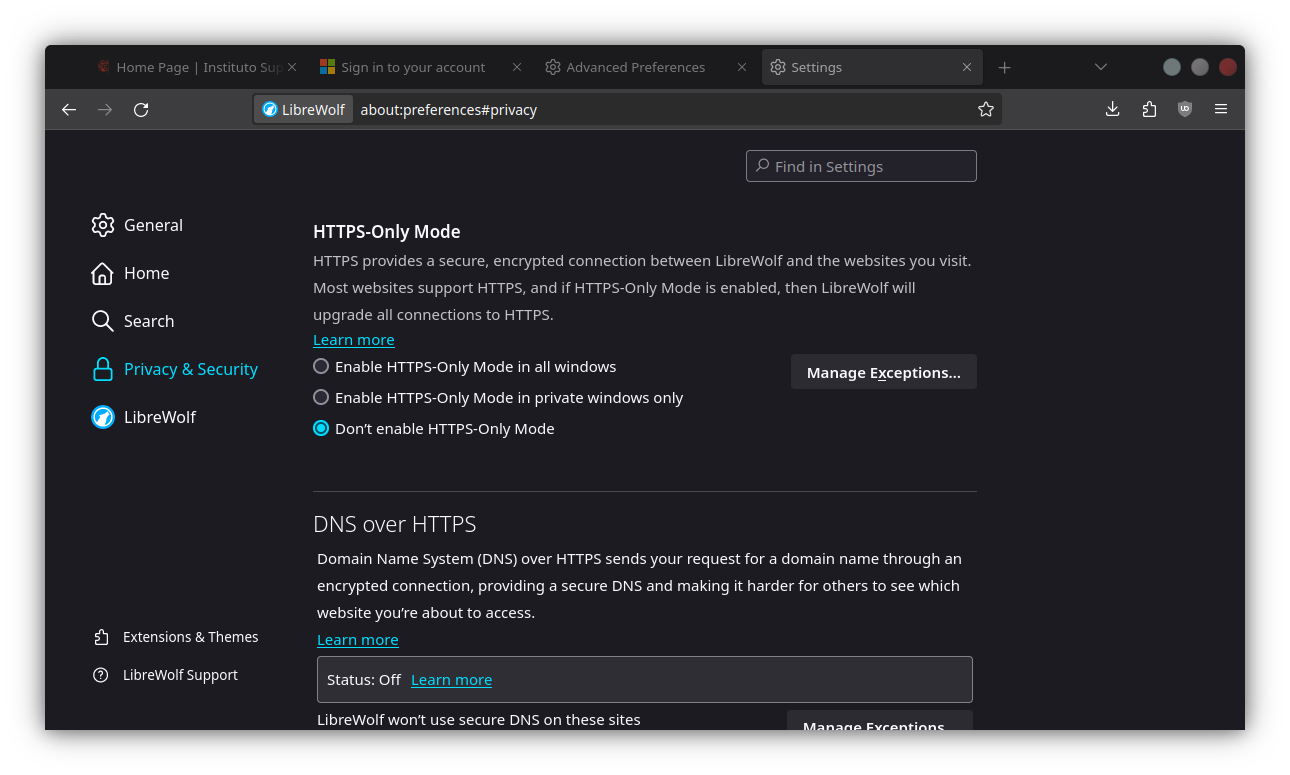 Home Page | Instituto Sup
Sign in to your account
Advanced Preferences
Settings
LibreWolf
about:preferences#privacy
Find in Settings
General
Home
Search
Privacy & Security
LibreWolf
Extensions & Themes
LibreWolf Support
HTTPS-Only Mode
HTTPS provides a secure, encrypted connection between LibreWolf and the websites you visit.
Most websites support HTTPS, and if HTTPS-Only Mode is enabled, then LibreWolf will
upgrade all connections to HTTPS.
Learn more
Enable HTTPS-Only Mode in all windows
Manage Exceptions...
Enable HTTPS-Only Mode in private windows only
Don’t enable HTTPS-Only Mode
DNS over HTTPS
Domain Name System (DNS) over HTTPS sends your request for a domain name through an
encrypted connection, providing a secure DNS and making it harder for others to see which
website you’re about to access.
Learn more
Status: Off Learn more
LibreWolf won’t use secure DNS on these sites
Manage Exceptions...